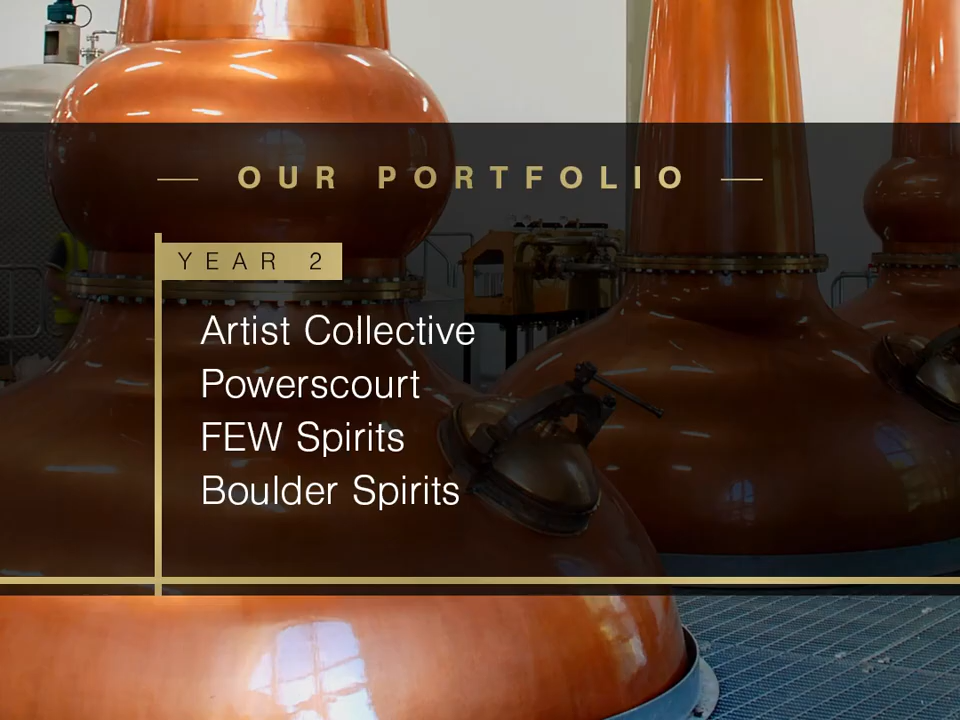 OUR PORTFOLIO
YEAR 2
Artist Collective
Powerscourt
FEW Spirits
Boulder Spirits